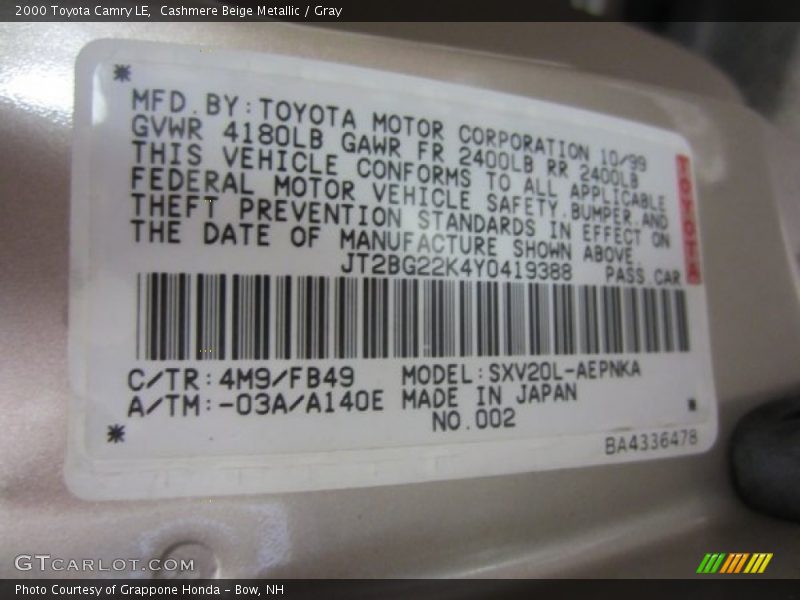 2000 Toyota Camry LE, Cashmere Beige Metallic / Gray
MFD.BY:TOYOTA MOTOR CORPORATION 10/99
GVWR 4180LB GAWR FR 2400LB RR 2400LB
THIS VEHICLE CONFORMS TO ALL APPLICABLE
FEDERAL MOTOR VEHICLE SAFETY,BUMPER,AND
THEFT PREVENTION STANDARDS IN EFFECT ON
THE DATE OF MANUFACTURE SHOWN ABOVE.
JT2BG22K4Y0419388 PASS.CAR
TOYOTA
C/TR:4M9/FB49 MODEL:SXV20L-AEPNKA
A/TM:-03A/A140E MADE IN JAPAN
NO.002
BA4336478
GTCARLOT.COM
Photo Courtesy of Grappone Honda - Bow, NH